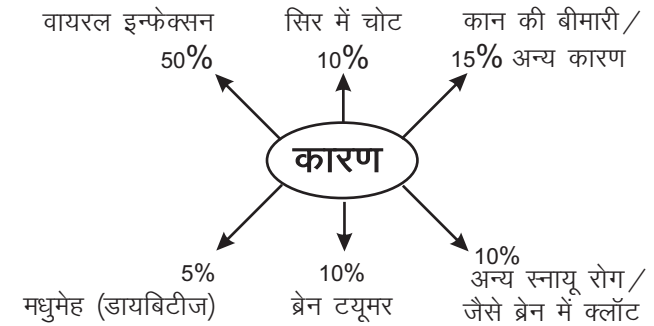 वायरल इन्फेक्सन
50%
सिर में चोट
10%
कान की बीमारी/
15% अन्य कारण
कारण
5%
मधुमेह (डायबिटीज)
10%
ब्रेन टयूमर
10%
अन्य स्नायू रोग/
जैसे ब्रेन में क्लॉट